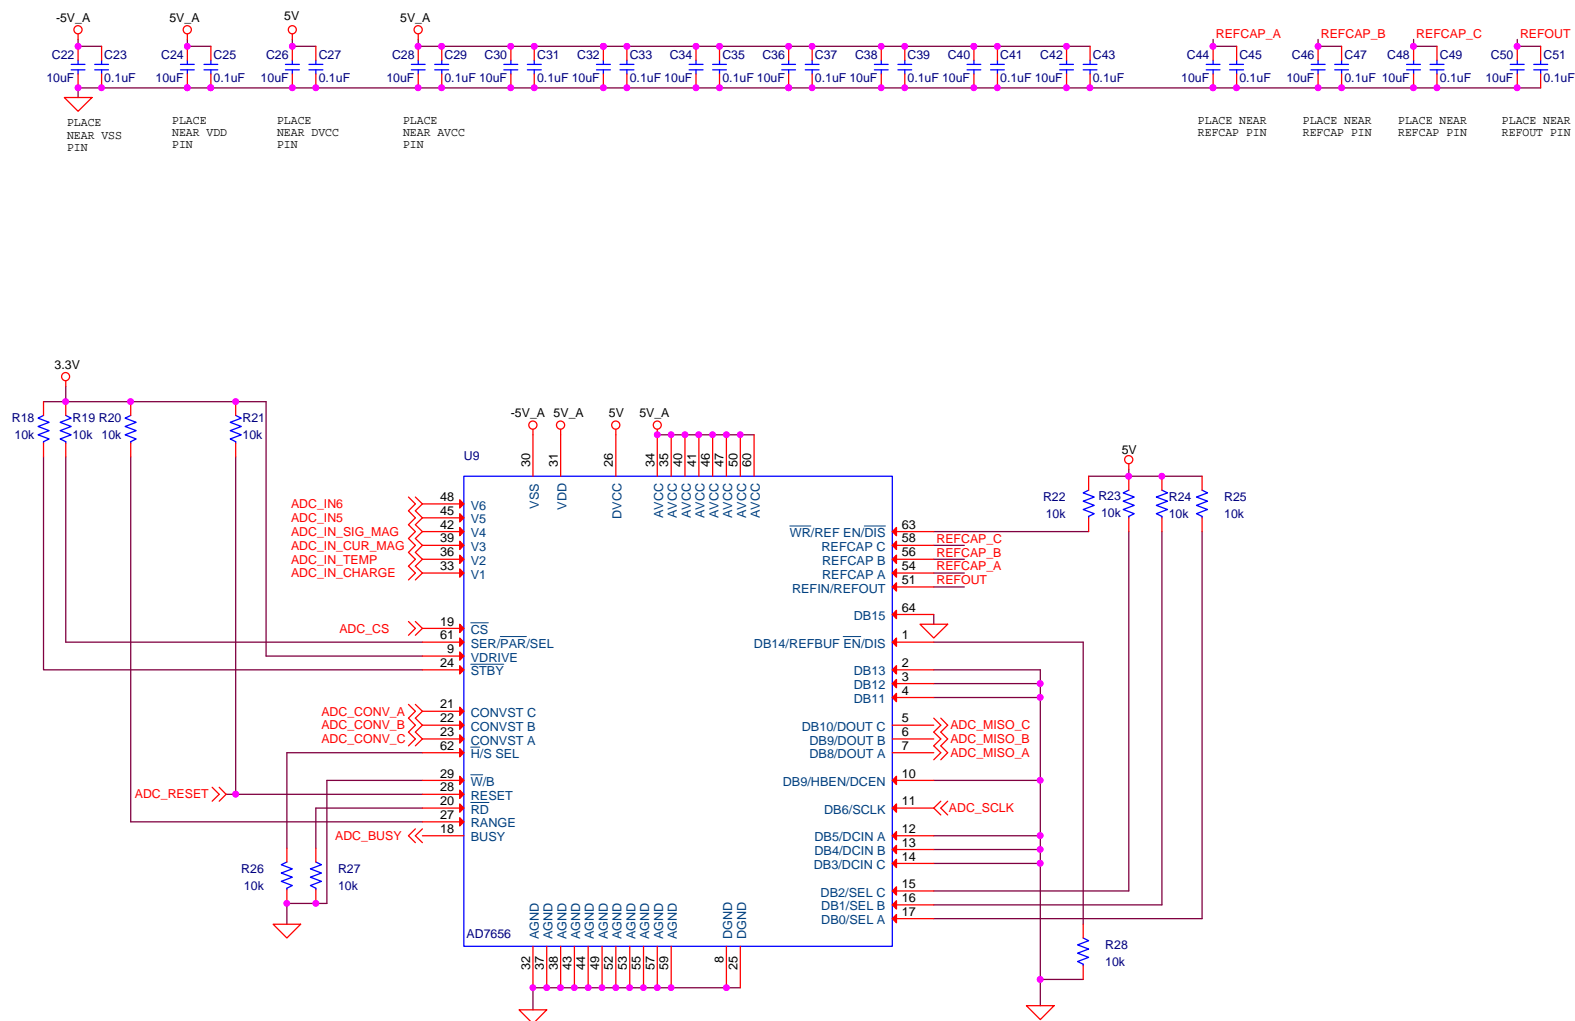 -5V_A
5V_A
5V
5V_A
REFCAP_A
REFCAP_B
REFCAP_C
REFOUT
C22 C23 C24 C25 C26 C27 C28 C29 C30 C31 C32 C33 C34 C35 C36 C37 C38 C39 C40 C41 C42 C43 C44 C45 C46 C47 C48 C49 C50 C51
10uF 0.1uF 10uF 0.1uF 10uF 0.1uF 10uF 0.1uF 10uF 0.1uF 10uF 0.1uF 10uF 0.1uF 10uF 0.1uF 10uF 0.1uF 10uF 0.1uF 10uF 0.1uF 10uF 0.1uF 10uF 0.1uF 10uF 0.1uF 10uF 0.1uF
PLACE
NEAR VSS
PIN
PLACE
NEAR VDD
PIN
PLACE
NEAR DVCC
PIN
PLACE
NEAR AVCC
PIN
PLACE NEAR
REFCAP PIN
PLACE NEAR
REFCAP PIN
PLACE NEAR
REFCAP PIN
PLACE NEAR
REFOUT PIN
3.3V
R18
10k
R19
10k
R20
10k
R21
10k
-5V_A
5V_A
5V
5V_A
U9
30
31
26
34
35
40
41
46
47
50
60
VSS
VDD
DVCC
AVCC
AVCC
AVCC
AVCC
AVCC
AVCC
AVCC
AVCC
ADC_IN6 48 V6
ADC_IN5 45 V5
ADC_IN_SIG_MAG 42 V4
ADC_IN_CUR_MAG 39 V3
ADC_IN_TEMP 36 V2
ADC_IN_CHARGE 33 V1
ADC_CS 19 CS
61 SER/PAR/SEL
9 VDRIVE
24 STBY
ADC_CONV_A 21 CONVST C
ADC_CONV_B 22 CONVST B
ADC_CONV_C 23 CONVST A
62 H/S SEL
29 W/B
ADC_RESET 28 RESET
20 RD
27 RANGE
ADC_BUSY 18 BUSY
R26
10k
R27
10k
5V
R22
10k
R23
10k
R24
10k
R25
10k
WR/REF EN/DIS 63
REFCAP C 58 REFCAP_C
REFCAP B 56 REFCAP_B
REFCAP A 54 REFCAP_A
REFIN/REFOUT 51 REFOUT
DB15 64
DB14/REFBUF EN/DIS 1
DB13 2
DB12 3
DB11 4
DB10/DOUT C 5 ADC_MISO_C
DB9/DOUT B 6 ADC_MISO_B
DB8/DOUT A 7 ADC_MISO_A
DB9/HBEN/DCEN 10
DB6/SCLK 11 ADC_SCLK
DB5/DCIN A 12
DB4/DCIN B 13
DB3/DCIN C 14
DB2/SEL C 15
DB1/SEL B 16
DB0/SEL A 17
R28
10k
AGND
AGND
AGND
AGND
AGND
AGND
AGND
AGND
AGND
AGND
AGND
DGND
DGND
AD7656
32
37
38
43
44
49
52
53
55
57
59
8
25